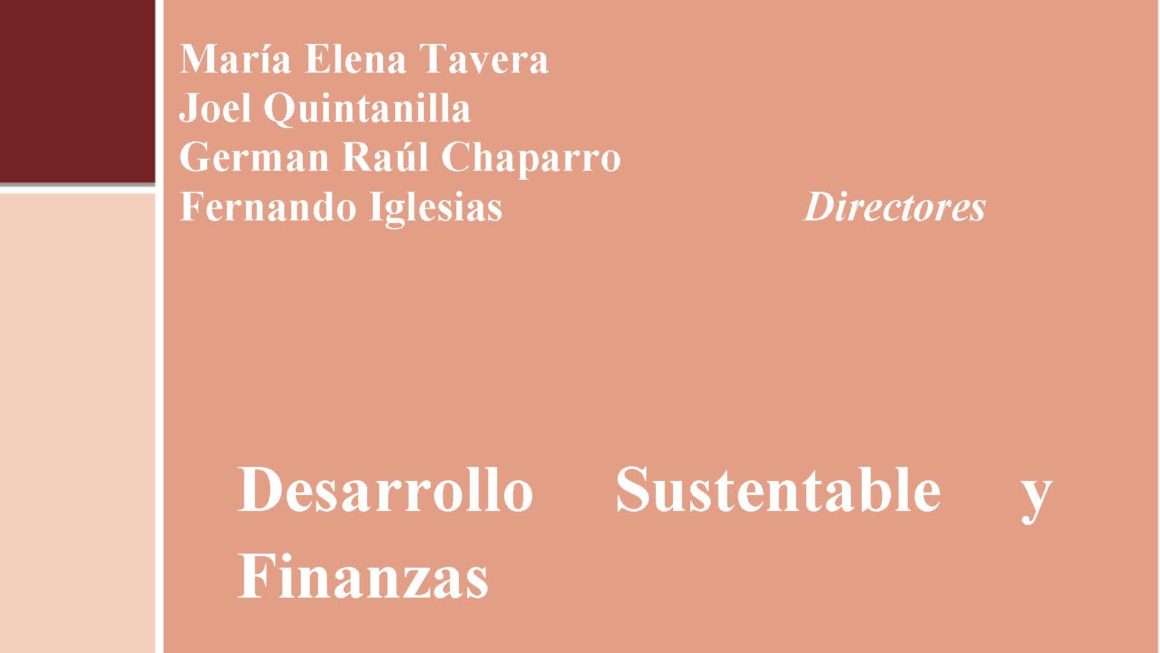 María Elena Tavera
Joel Quintanilla
German Raúl Chaparro
Fernando Iglesias Directores
Desarrollo Sustentable y
Finanzas